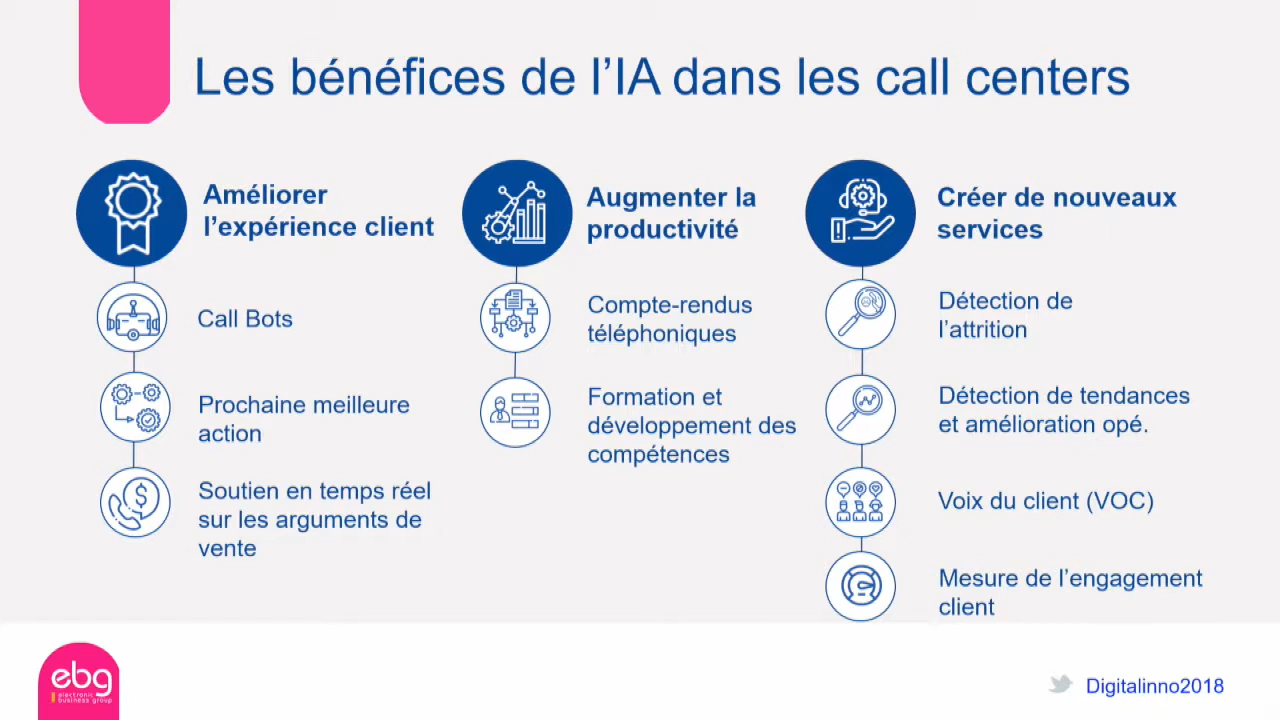 Les bénéfices de l’IA dans les call centers
Améliorer
l’expérience client
Call Bots
Prochaine meilleure
action
Soutien en temps réel
sur les arguments de
vente
Augmenter la
productivité
Compte-rendus
téléphoniques
Formation et
développement des
compétences
Créer de nouveaux
services
Détection de
l’attrition
Détection de tendances
et amélioration opé.
Voix du client (VOC)
Mesure de l’engagement
client
ebg
electronic
business group
Digitalinno2018